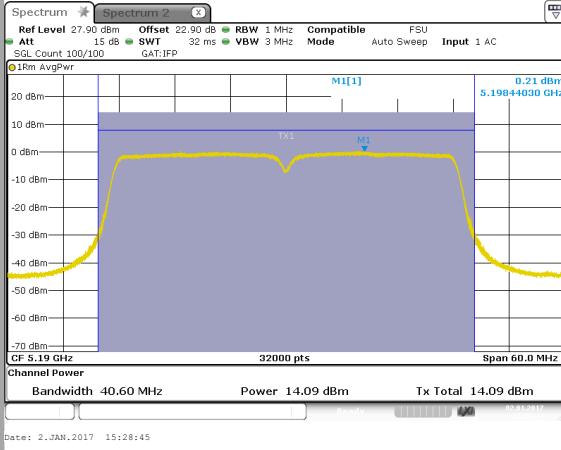 Spectrum
Spectrum 2 X
Ref Level 27.90 dBm Offset 22.90 dB RBW 1 MHz Compatible FSU
Att 15 dB SWT 32 ms VBW 3 MHz Mode Auto Sweep Input 1 AC
SGL Count 100/100 GAT:IFP
1Rm AvgPwr
M1[1] 0.21 dBm
5.19844030 GHz
20 dBm
TX1
M1
0 dBm
-10 dBm
-20 dBm
-30 dBm
-40 dBm
-50 dBm
-60 dBm
-70 dBm
CF 5.19 GHz 32000 pts Span 60.0 MHz
Channel Power
Bandwidth 40.60 MHz Power 14.09 dBm Tx Total 14.09 dBm
Ready 02.01.2017
Date: 2.JAN.2017 15:28:45